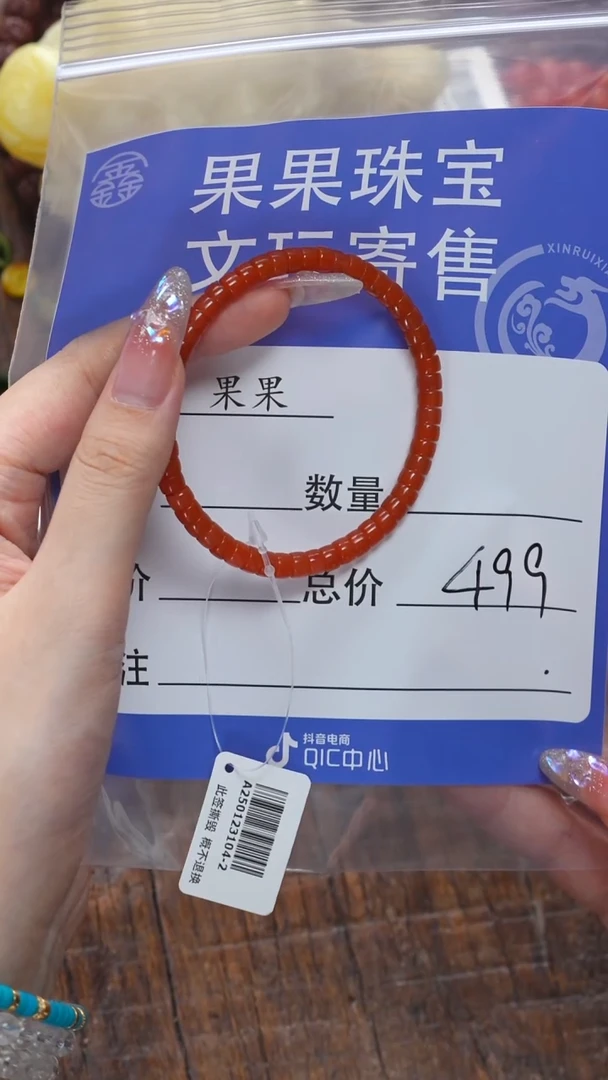 果果珠宝
文玩寄售
XINRUIXI
果果
数量
价
总价 499
注
抖音电商
QIC中心
A250123104-2
此签撕毁 概不退换